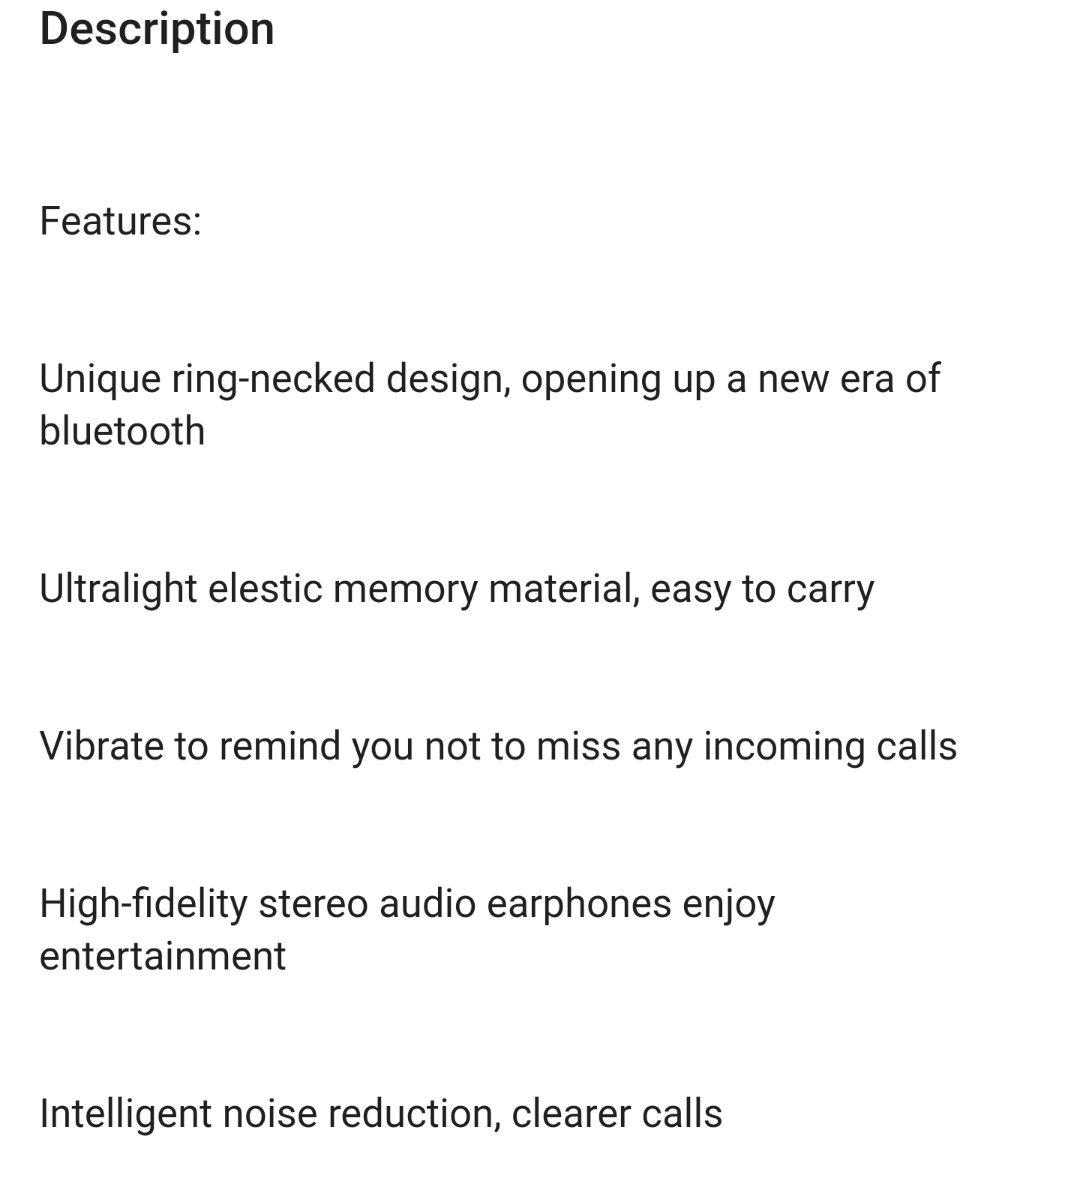 Description
Features:
Unique ring-necked design, opening up a new era of
bluetooth
Ultralight elestic memory material, easy to carry
Vibrate to remind you not to miss any incoming calls
High-fidelity stereo audio earphones enjoy
entertainment
Intelligent noise reduction, clearer calls